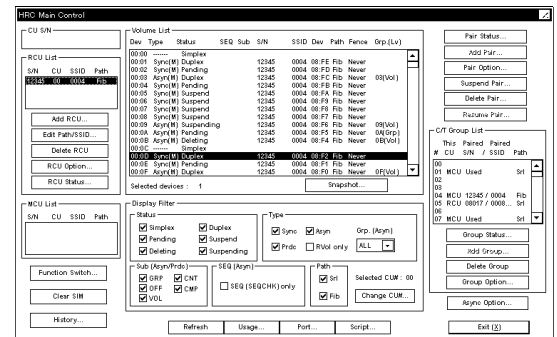 HRC Main Control
CU S/N
RCU List
S/N CU SSID Path
12345 00 0004 Fib
Add RCU...
Edit Path/SSID...
Delete RCU
RCU Option...
RCU Status...
MCU List
S/N CU SSID Path
Function Switch...
Clear SIM
History...
Volume List
Dev Type Status SEQ Sub S/N SSID Dev Path Fence Grp.(Lv)
00:00 ------- Simplex
00:01 Sync(M) Duplex 12345 0004 08:FE Fib Never
00:02 Sync(M) Pending 12345 0004 08:FD Fib Never
00:03 Asyn(M) Duplex 12345 0004 08:FC Fib Never 03(Vol)
00:04 Sync(M) Pending 12345 0004 08:FB Fib Never
00:05 Sync(M) Suspend 12345 0004 08:FA Fib Never
00:06 Sync(M) Suspend 12345 0004 08:F9 Fib Never
00:07 Sync(M) Suspend 12345 0004 08:F8 Fib Never
00:08 Sync(M) Suspend 12345 0004 08:F7 Fib Never
00:09 Asyn(M) Suspending 12345 0004 08:F6 Fib Never 09(Vol)
00:0A Asyn(M) Pending 12345 0004 08:F5 Fib Never 0A(Grp)
00:0B Asyn(M) Deleting 12345 0004 08:F4 Fib Never 0B(Vol)
00:0C ------- Simplex
00:0D Sync(M) Duplex 12345 0004 08:F2 Fib Never
00:0E Sync(M) Pending 12345 0004 08:F1 Fib Never
00:0F Asyn(M) Duplex 12345 0004 08:F0 Fib Never 0F(Vol)
Selected devices : 1
Snapshot...
Display Filter
Status
Simplex Duplex
Pending Suspend
Deleting Suspending
Type
Sync Asyn
Prdc RVol only
Grp. (Asyn)
ALL
Sub (Asyn/Prdc)
GRP CNT
OFF CMP
VOL
SEQ (Asyn)
SEQ (SEQCHK) only
Path
Srl
Fib
Selected CU# : 00
Change CU#...
Refresh Usage... Port... Script...
Pair Status...
Add Pair...
Pair Option...
Suspend Pair...
Delete Pair...
Resume Pair...
C/T Group List
This Paired Paired
# CU S/N / SSID Path
00
01 MCU 12345 / 0004 Srl
02
03
04 MCU 12345 / 0004 Fib
05 RCU 08017 / 0008... Srl
06
07 MCU Used Srl
Group Status...
Add Group...
Delete Group
Group Option...
Async Option...
Exit (X)